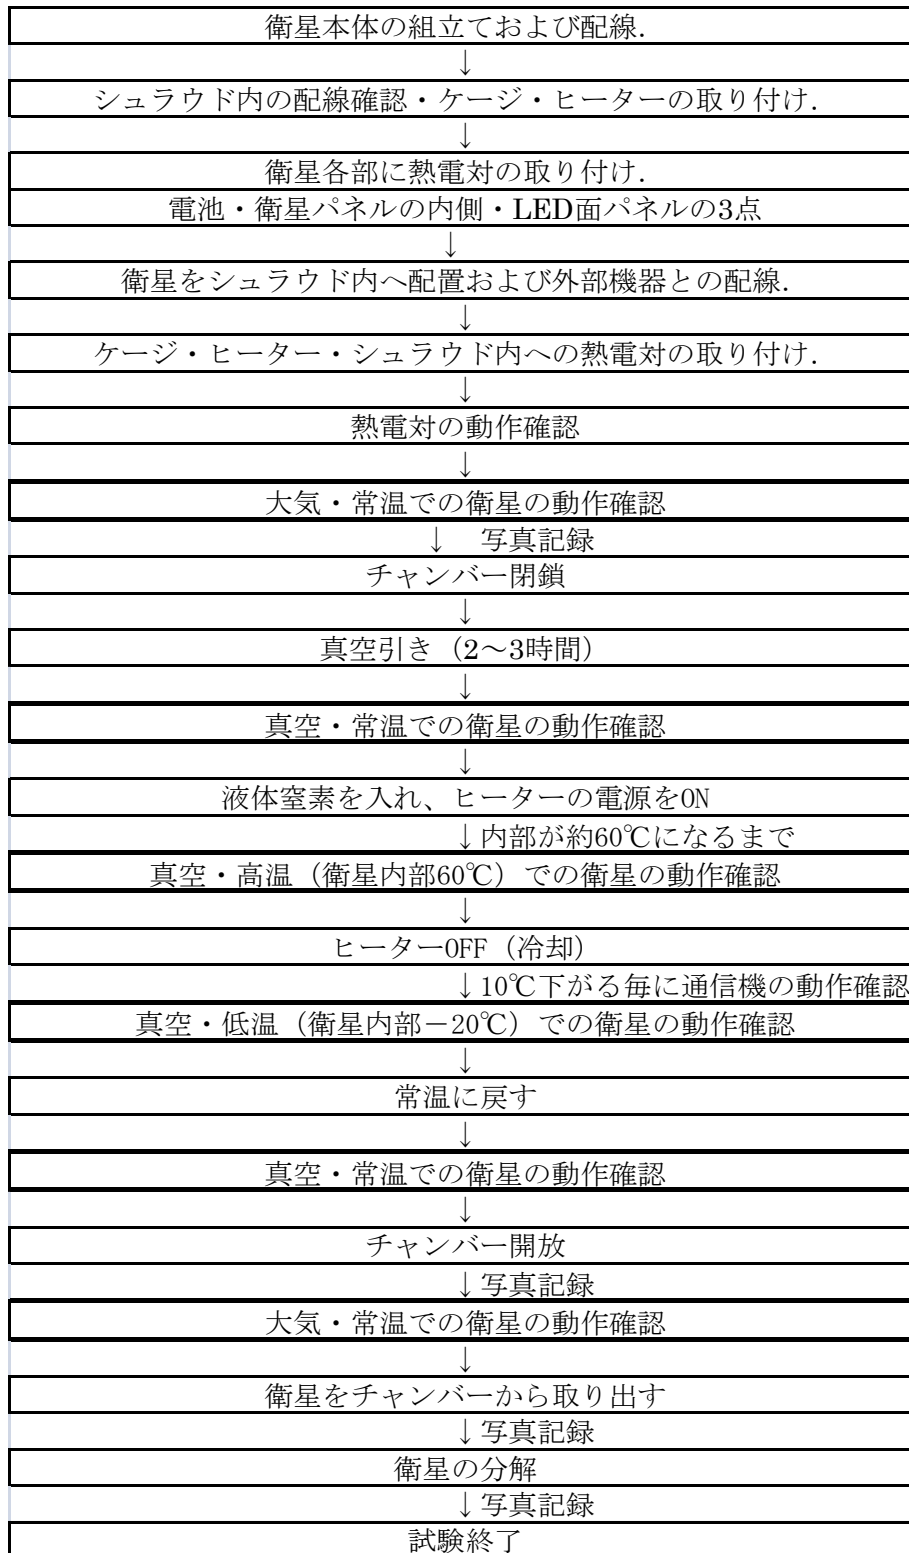 衛星本体の組立ておよび配線.
↓
シュラウド内の配線確認・ケージ・ヒーターの取り付け.
↓
衛星各部に熱電対の取り付け.
電池・衛星パネルの内側・LED面パネルの3点
↓
衛星をシュラウド内へ配置および外部機器との配線.
↓
ケージ・ヒーター・シュラウド内への熱電対の取り付け.
↓
熱電対の動作確認
↓
大気・常温での衛星の動作確認
↓ 写真記録
チャンバー閉鎖
↓
真空引き（2～3時間）
↓
真空・常温での衛星の動作確認
↓
液体窒素を入れ、ヒーターの電源をON
↓内部が約60℃になるまで
真空・高温（衛星内部60℃）での衛星の動作確認
↓
ヒーターOFF（冷却）
↓10℃下がる毎に通信機の動作確認
真空・低温（衛星内部－20℃）での衛星の動作確認
↓
常温に戻す
↓
真空・常温での衛星の動作確認
↓
チャンバー開放
↓写真記録
大気・常温での衛星の動作確認
↓
衛星をチャンバーから取り出す
↓写真記録
衛星の分解
↓写真記録
試験終了